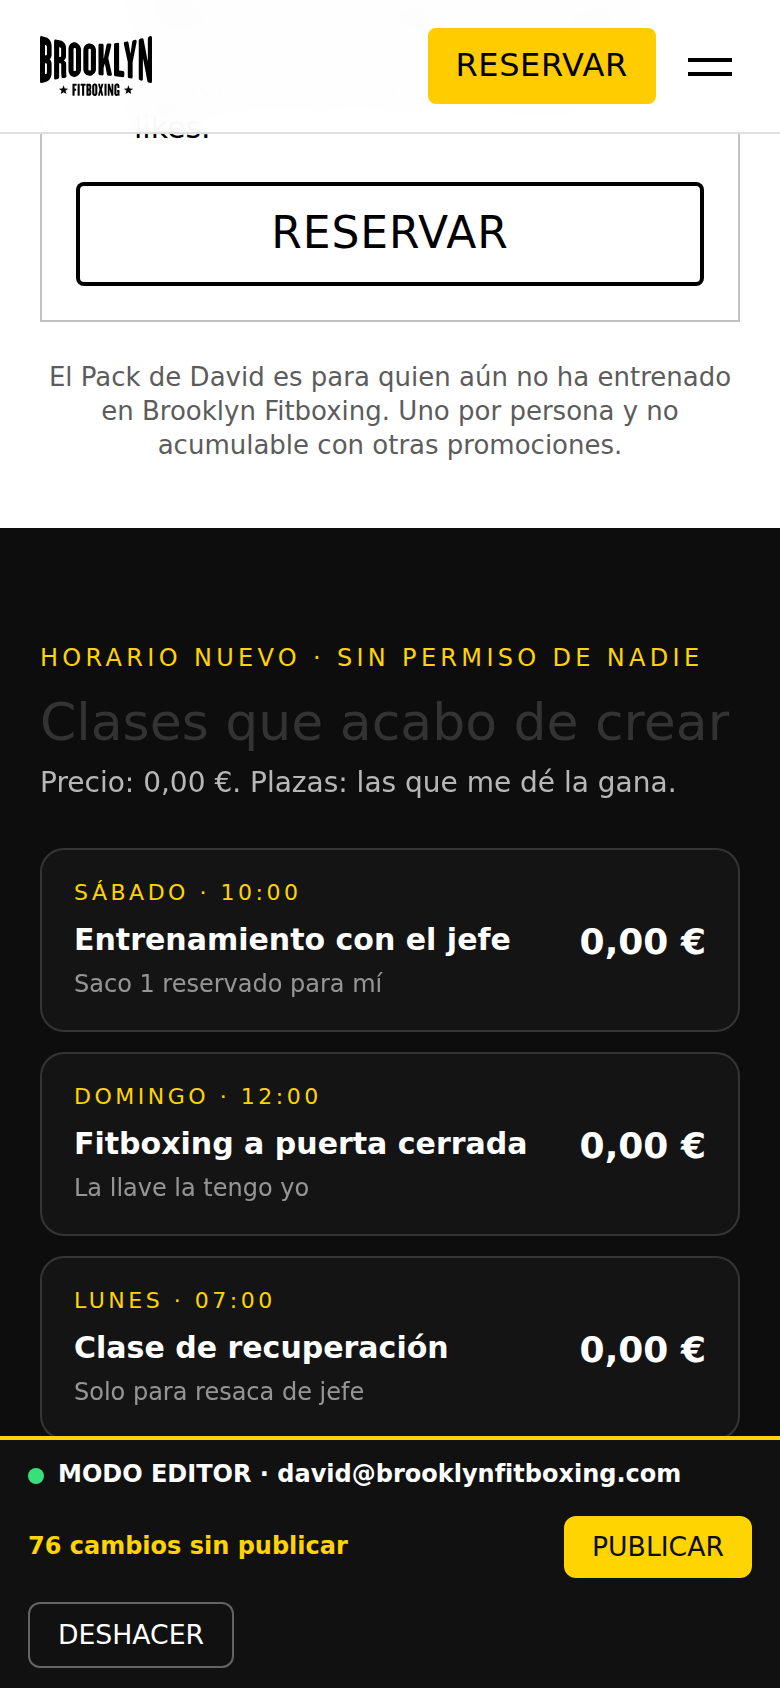 BROOKLYN
★ FITBOXING ★
RESERVAR
likes.
RESERVAR
El Pack de David es para quien aún no ha entrenado
en Brooklyn Fitboxing. Uno por persona y no
acumulable con otras promociones.
HORARIO NUEVO · SIN PERMISO DE NADIE
Clases que acabo de crear
Precio: 0,00 €. Plazas: las que me dé la gana.
SÁBADO · 10:00
Entrenamiento con el jefe
0,00 €
Saco 1 reservado para mí
DOMINGO · 12:00
Fitboxing a puerta cerrada
0,00 €
La llave la tengo yo
LUNES · 07:00
Clase de recuperación
0,00 €
Solo para resaca de jefe
MODO EDITOR · david@brooklynfitboxing.com
76 cambios sin publicar
PUBLICAR
DESHACER